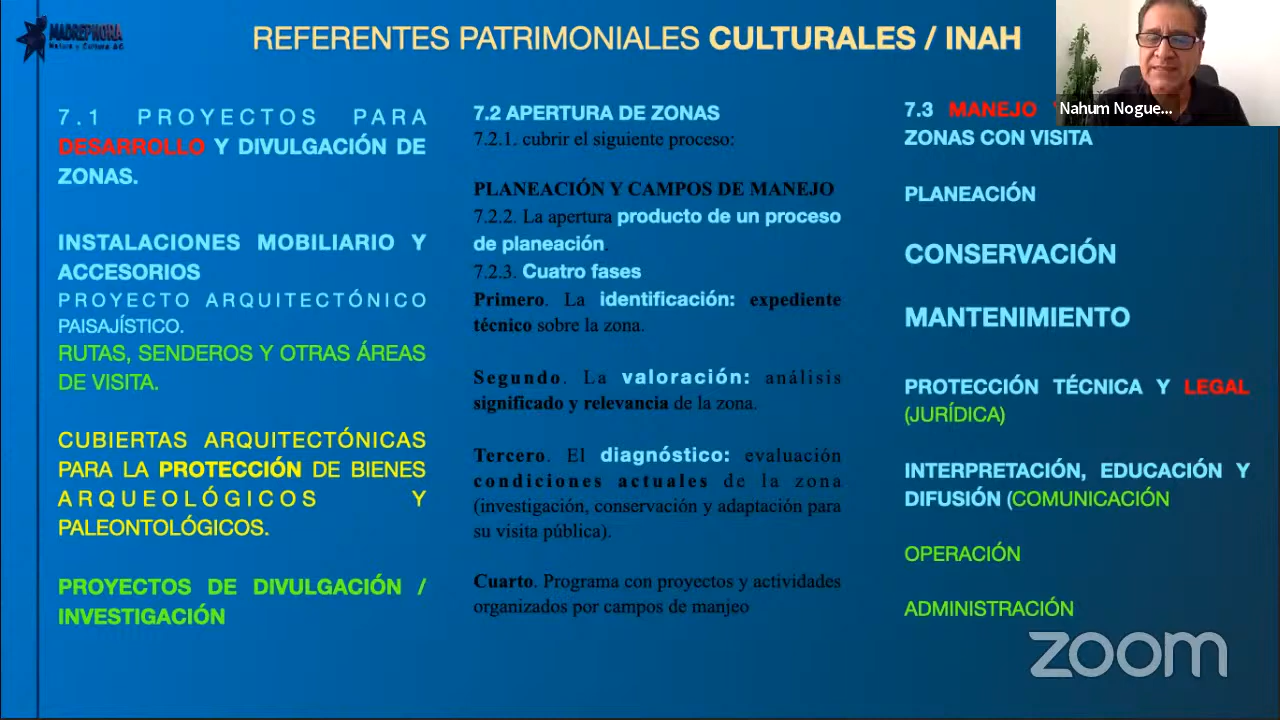 MADREPHORA
Natura y Cultura AC.
REFERENTES PATRIMONIALES CULTURALES / INAH
7.1 PROYECTOS PARA
DESARROLLO Y DIVULGACIÓN DE
ZONAS.
INSTALACIONES MOBILIARIO Y
ACCESORIOS
PROYECTO ARQUITECTÓNICO
PAISAJÍSTICO.
RUTAS, SENDEROS Y OTRAS ÁREAS
DE VISITA.
CUBIERTAS ARQUITECTÓNICAS
PARA LA PROTECCIÓN DE BIENES
ARQUEOLÓGICOS Y
PALEONTOLÓGICOS.
PROYECTOS DE DIVULGACIÓN /
INVESTIGACIÓN
7.2 APERTURA DE ZONAS
7.2.1. cubrir el siguiente proceso:
PLANEACIÓN Y CAMPOS DE MANEJO
7.2.2. La apertura producto de un proceso
de planeación.
7.2.3. Cuatro fases
Primero. La identificación: expediente
técnico sobre la zona.
Segundo. La valoración: análisis
significado y relevancia de la zona.
Tercero. El diagnóstico: evaluación
condiciones actuales de la zona
(investigación, conservación y adaptación para
su visita pública).
Cuarto. Programa con proyectos y actividades
organizados por campos de manjeo
7.3 MANEJO
ZONAS CON VISITA
PLANEACIÓN
CONSERVACIÓN
MANTENIMIENTO
PROTECCIÓN TÉCNICA Y LEGAL
(JURÍDICA)
INTERPRETACIÓN, EDUCACIÓN Y
DIFUSIÓN (COMUNICACIÓN
OPERACIÓN
ADMINISTRACIÓN
Nahum Nogue...
zoom